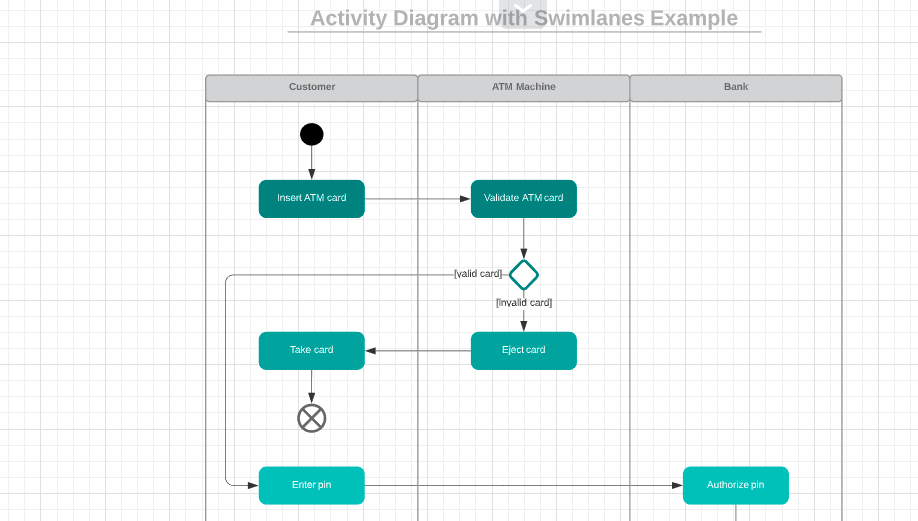 Activity Diagram with Swimlanes Example
Customer
ATM Machine
Bank
Insert ATM card
Validate ATM card
[valid card]
[invalid card]
Take card
Eject card
Enter pin
Authorize pin